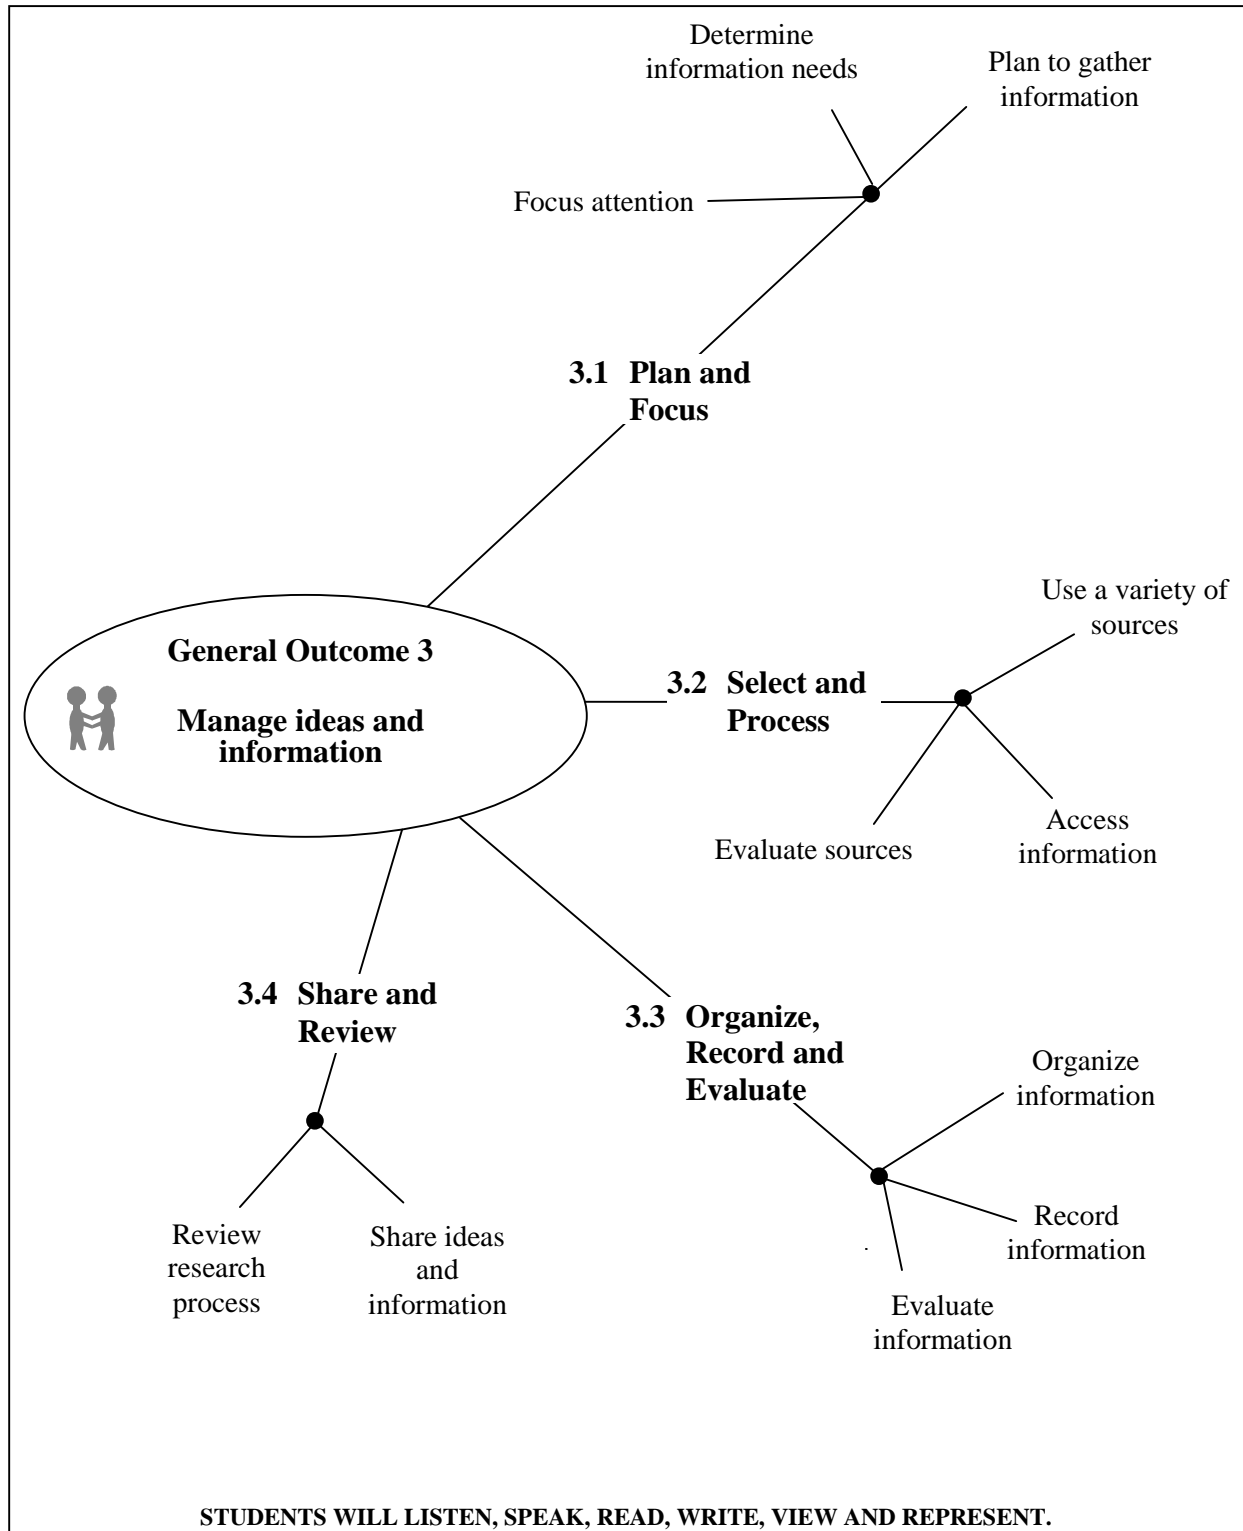 Determine
information needs
Plan to gather
information
Focus attention
3.1 Plan and
Focus
General Outcome 3
Manage ideas and
information
3.2 Select and
Process
Use a variety of
sources
Evaluate sources
Access
information
3.4 Share and
Review
3.3 Organize,
Record and
Evaluate
Organize
information
Record
information
Evaluate
information
Review
research
process
Share ideas
and
information
STUDENTS WILL LISTEN, SPEAK, READ, WRITE, VIEW AND REPRESENT.